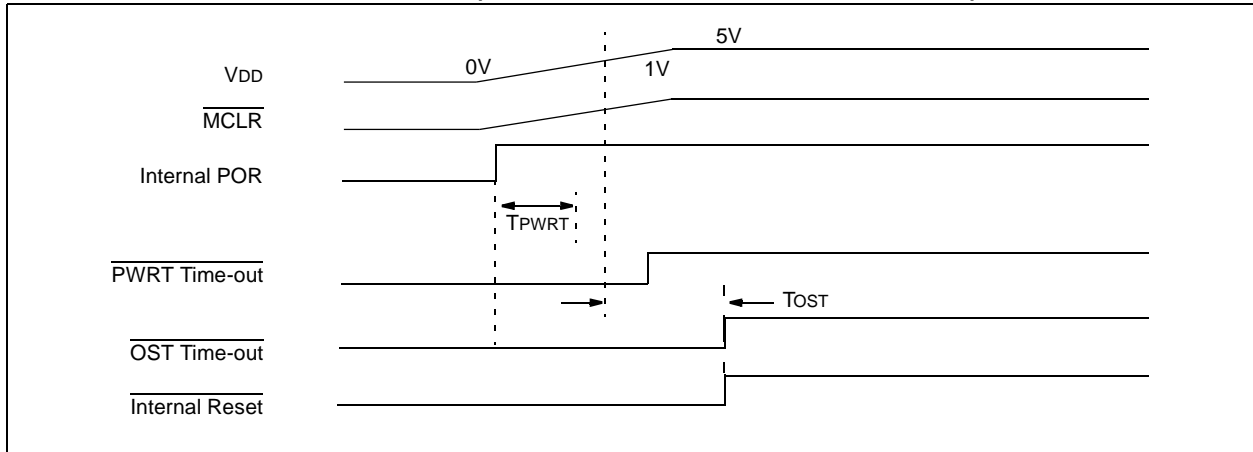 5V
VDD
0V
1V
MCLR
Internal POR
TPWRT
PWRT Time-out
TOST
OST Time-out
Internal Reset